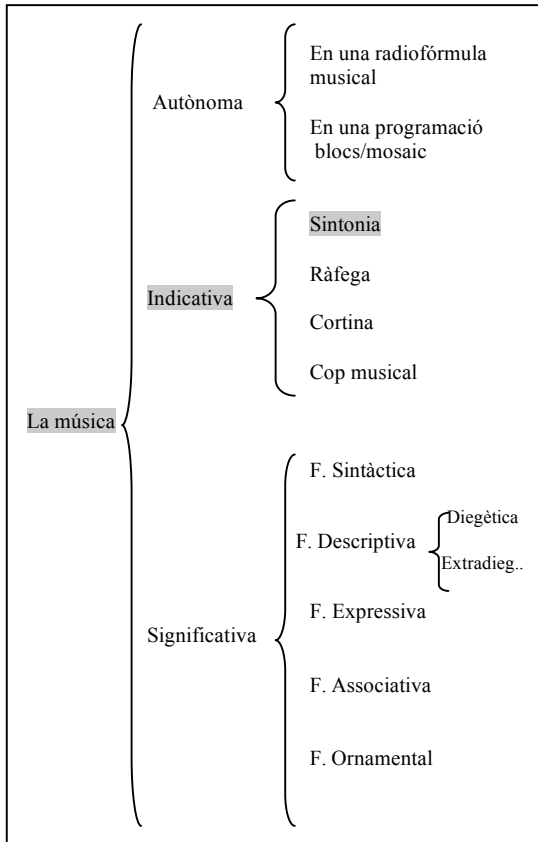 La música
Autònoma
En una radiofórmula
musical
En una programació
blocs/mosaic
Indicativa
Sintonia
Ràfega
Cortina
Cop musical
Significativa
F. Sintàctica
F. Descriptiva
Diegètica
Extradieg..
F. Expressiva
F. Associativa
F. Ornamental